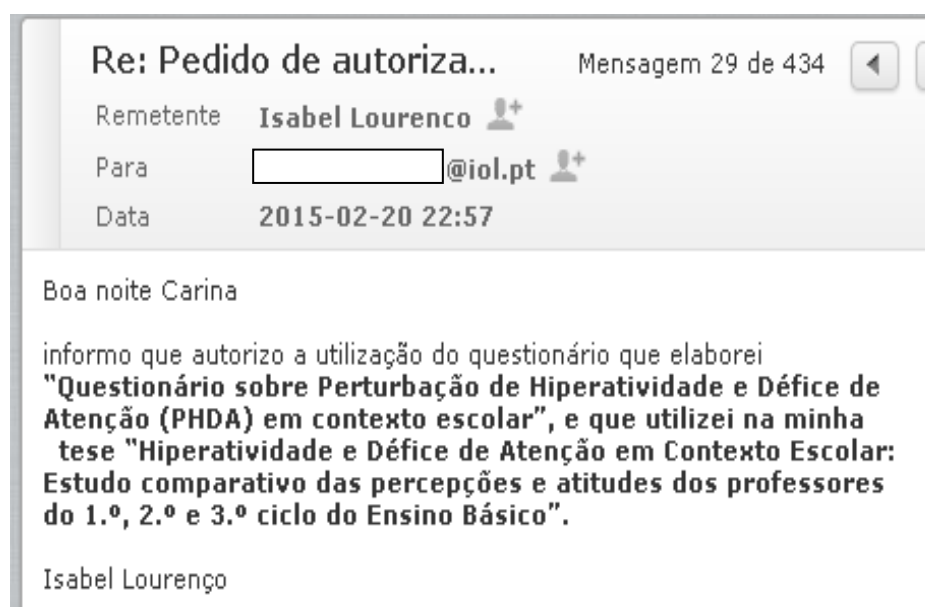 Re: Pedido de autoriza... Mensagem 29 de 434
Remetente Isabel Lourenco
Para @iol.pt
Data 2015-02-20 22:57
Boa noite Carina
informo que autorizo a utilização do questionário que elaborei
"Questionário sobre Perturbação de Hiperatividade e Défice de
Atenção (PHDA) em contexto escolar", e que utilizei na minha
tese "Hiperatividade e Défice de Atenção em Contexto Escolar:
Estudo comparativo das percepções e atitudes dos professores
do 1.º, 2.º e 3.º ciclo do Ensino Básico".
Isabel Lourenço